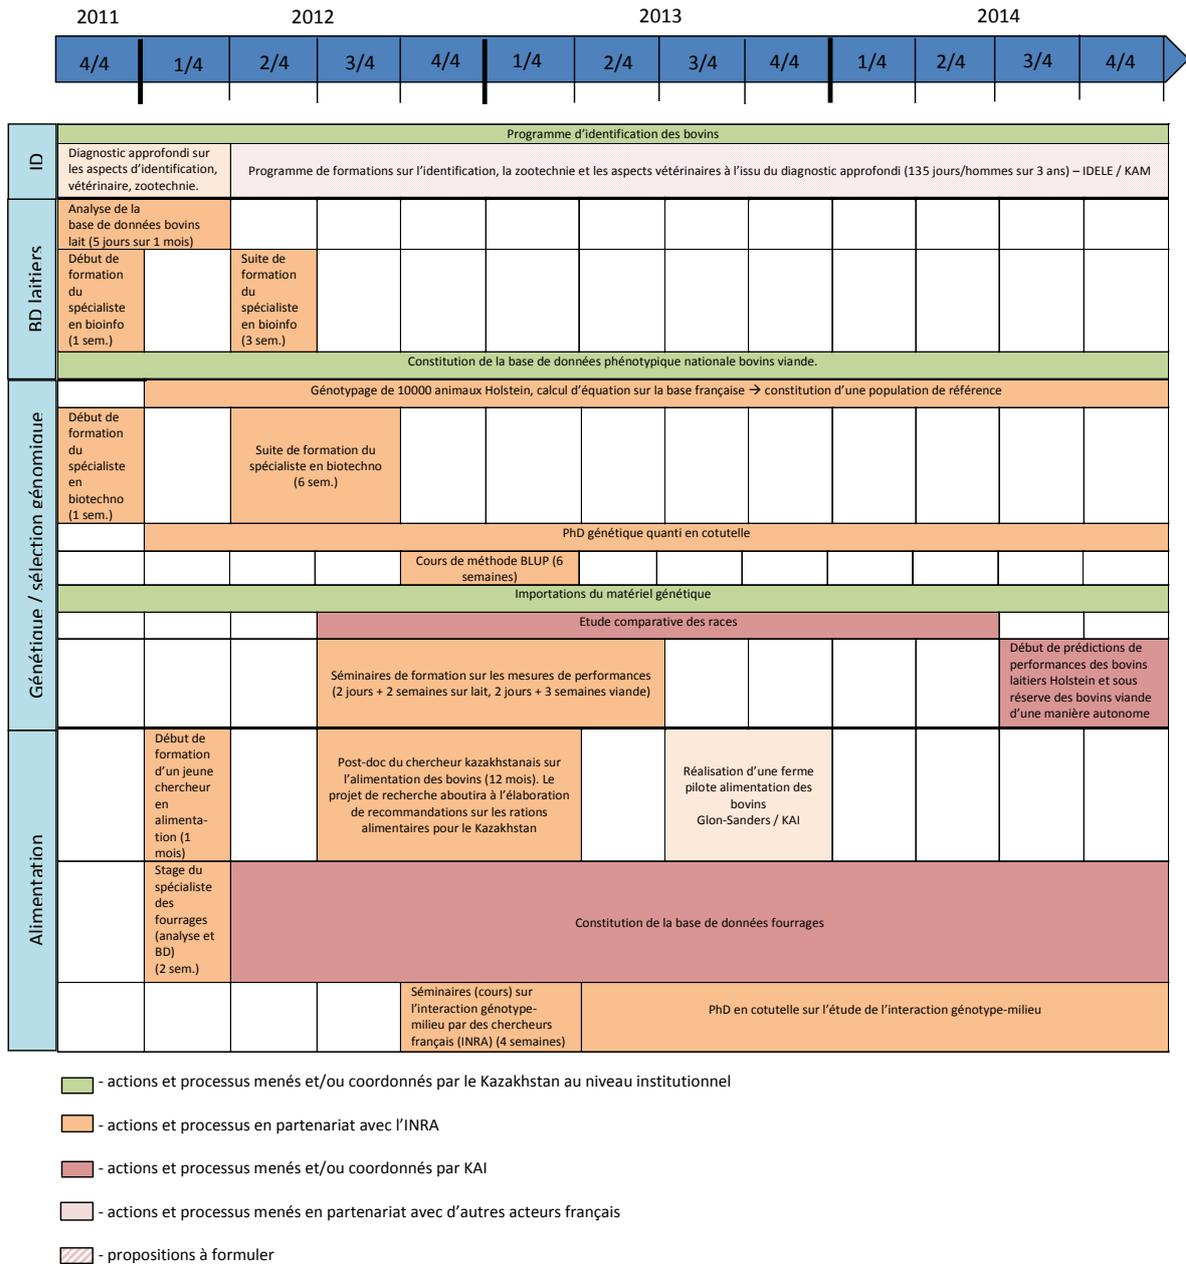 2011 2012 2013 2014
4/4 1/4 2/4 3/4 4/4 1/4 2/4 3/4 4/4 1/4 2/4 3/4 4/4
ID
Programme d'identification des bovins
Diagnostic approfondi sur
les aspects d'identification,
vétérinaire, zootechnie.
Programme de formations sur l'identification, la zootechnie et les aspects vétérinaires à l'issu du diagnostic approfondi (135 jours/hommes sur 3 ans) – IDELE / KAM
BD laitiers
Analyse de la
base de données bovins
lait (5 jours sur 1 mois)
Début de
formation
du
spécialiste
en bioinfo
(1 sem.)
Suite de
formation
du
spécialiste
en bioinfo
(3 sem.)
Constitution de la base de données phénotypique nationale bovins viande.
Génétique / sélection génomique
Génotypage de 10000 animaux Holstein, calcul d'équation sur la base française → constitution d'une population de référence
Début de
formation
du
spécialiste
en
biotechno
(1 sem.)
Suite de formation du
spécialiste en biotechno
(6 sem.)
PhD génétique quanti en cotutelle
Cours de méthode BLUP (6
semaines)
Importations du matériel génétique
Etude comparative des races
Séminaires de formation sur les mesures de performances
(2 jours + 2 semaines sur lait, 2 jours + 3 semaines viande)
Début de prédictions de
performances des bovins
laitiers Holstein et sous
réserve des bovins viande
d'une manière autonome
Alimentation
Début de
formation
d'un jeune
chercheur
en
alimenta-
tion (1
mois)
Post-doc du chercheur kazakhstanais sur
l'alimentation des bovins (12 mois). Le
projet de recherche aboutira à l'élaboration
de recommandations sur les rations
alimentaires pour le Kazakhstan
Réalisation d'une ferme
pilote alimentation des
bovins
Glon-Sanders / KAI
Stage du
spécialiste
des
fourrages
(analyse et
BD)
(2 sem.)
Constitution de la base de données fourrages
Séminaires (cours) sur
l'interaction génotype-
milieu par des chercheurs
français (INRA) (4 semaines)
PhD en cotutelle sur l'étude de l'interaction génotype-milieu
- actions et processus menés et/ou coordonnés par le Kazakhstan au niveau institutionnel
- actions et processus en partenariat avec l'INRA
- actions et processus menés et/ou coordonnés par KAI
- actions et processus menés en partenariat avec d'autres acteurs français
- propositions à formuler